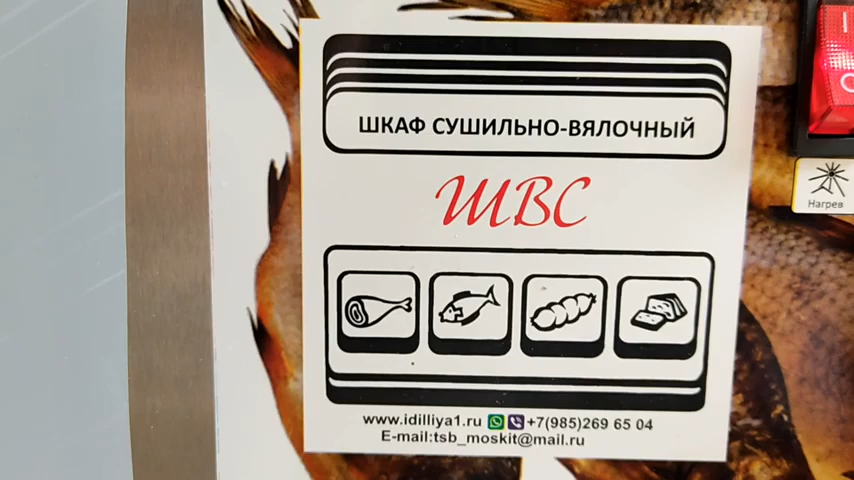 ШКАФ СУШИЛЬНО-ВЯЛОЧНЫЙ
ШВС
www.idilliya1.ru +7(985)269 65 04
E-mail:tsb_moskit@mail.ru
I
O
Нагрев